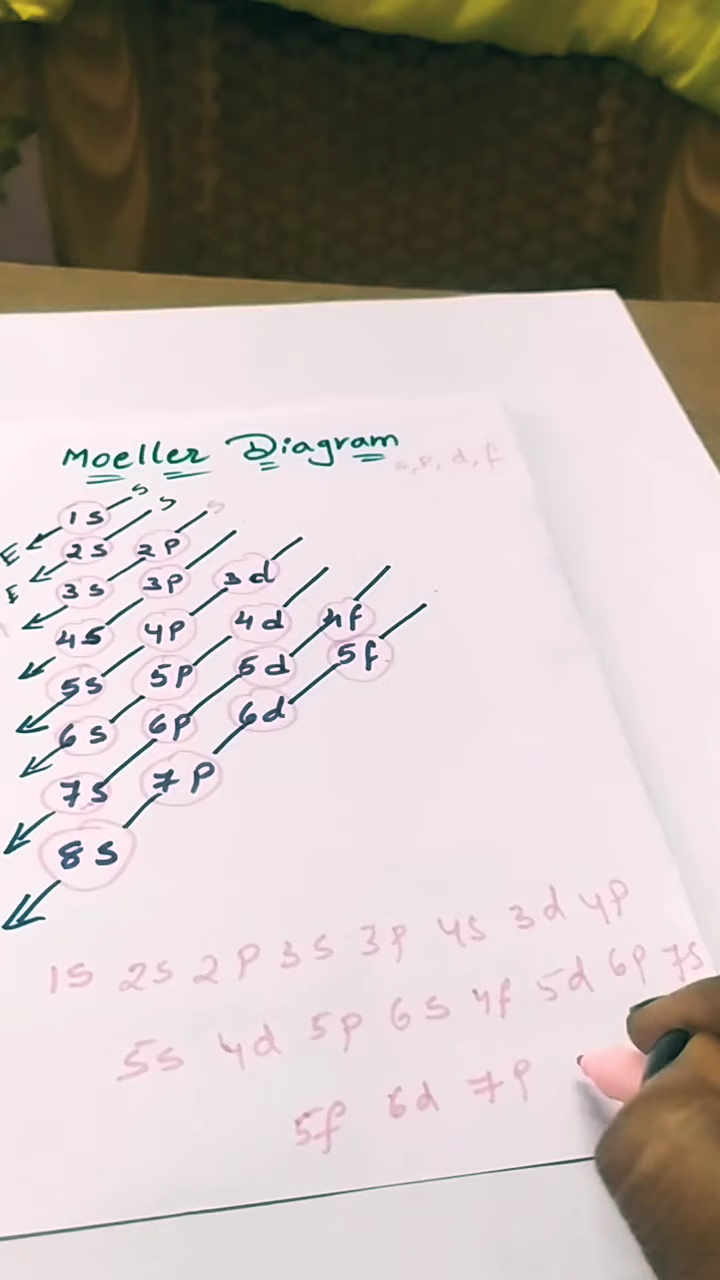 Moeller Diagram
s, p, d, f
S
S
S
1s
E
2s 2p
E
3s 3p 3d
4s 4p 4d 4f
5s 5p 5d 5f
6s 6p 6d
7s 7p
8s
1s 2s 2p 3s 3p 4s 3d 4p
5s 4d 5p 6s 4f 5d 6p 7s
5f 6d 7p